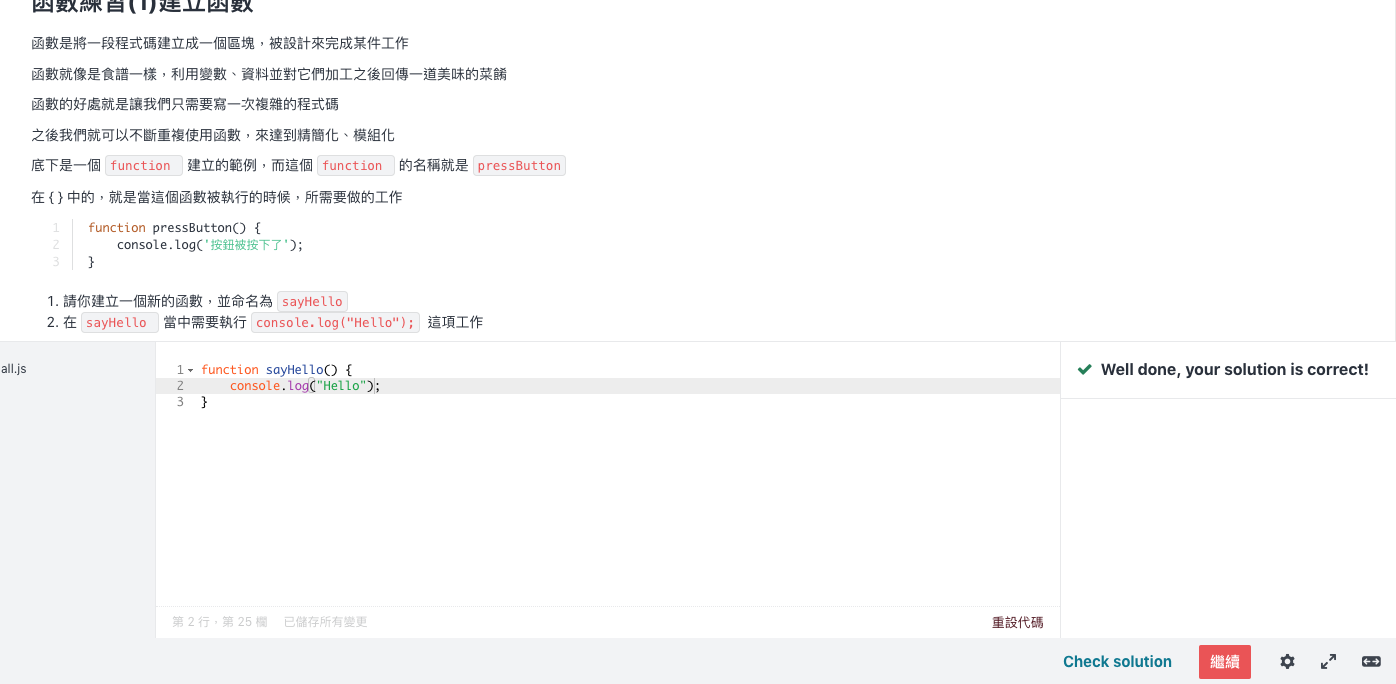 函數練習(1)建立函數
函數是將一段程式碼建立成一個區塊，被設計來完成某件工作
函數就像是食譜一樣，利用變數、資料並對它們加工之後回傳一道美味的菜餚
函數的好處就是讓我們只需要寫一次複雜的程式碼
之後我們就可以不斷重複使用函數，來達到精簡化、模組化
底下是一個 function 建立的範例，而這個 function 的名稱就是 pressButton
在 { } 中的，就是當這個函數被執行的時候，所需要做的工作
1 function pressButton() {
2 console.log('按鈕被按下了');
3 }
1. 請你建立一個新的函數，並命名為 sayHello
2. 在 sayHello 當中需要執行 console.log("Hello"); 這項工作
all.js
1 function sayHello() {
2 console.log("Hello");
3 }
Well done, your solution is correct!
第 2 行，第 25 欄 已儲存所有變更 重設代碼
Check solution 繼續